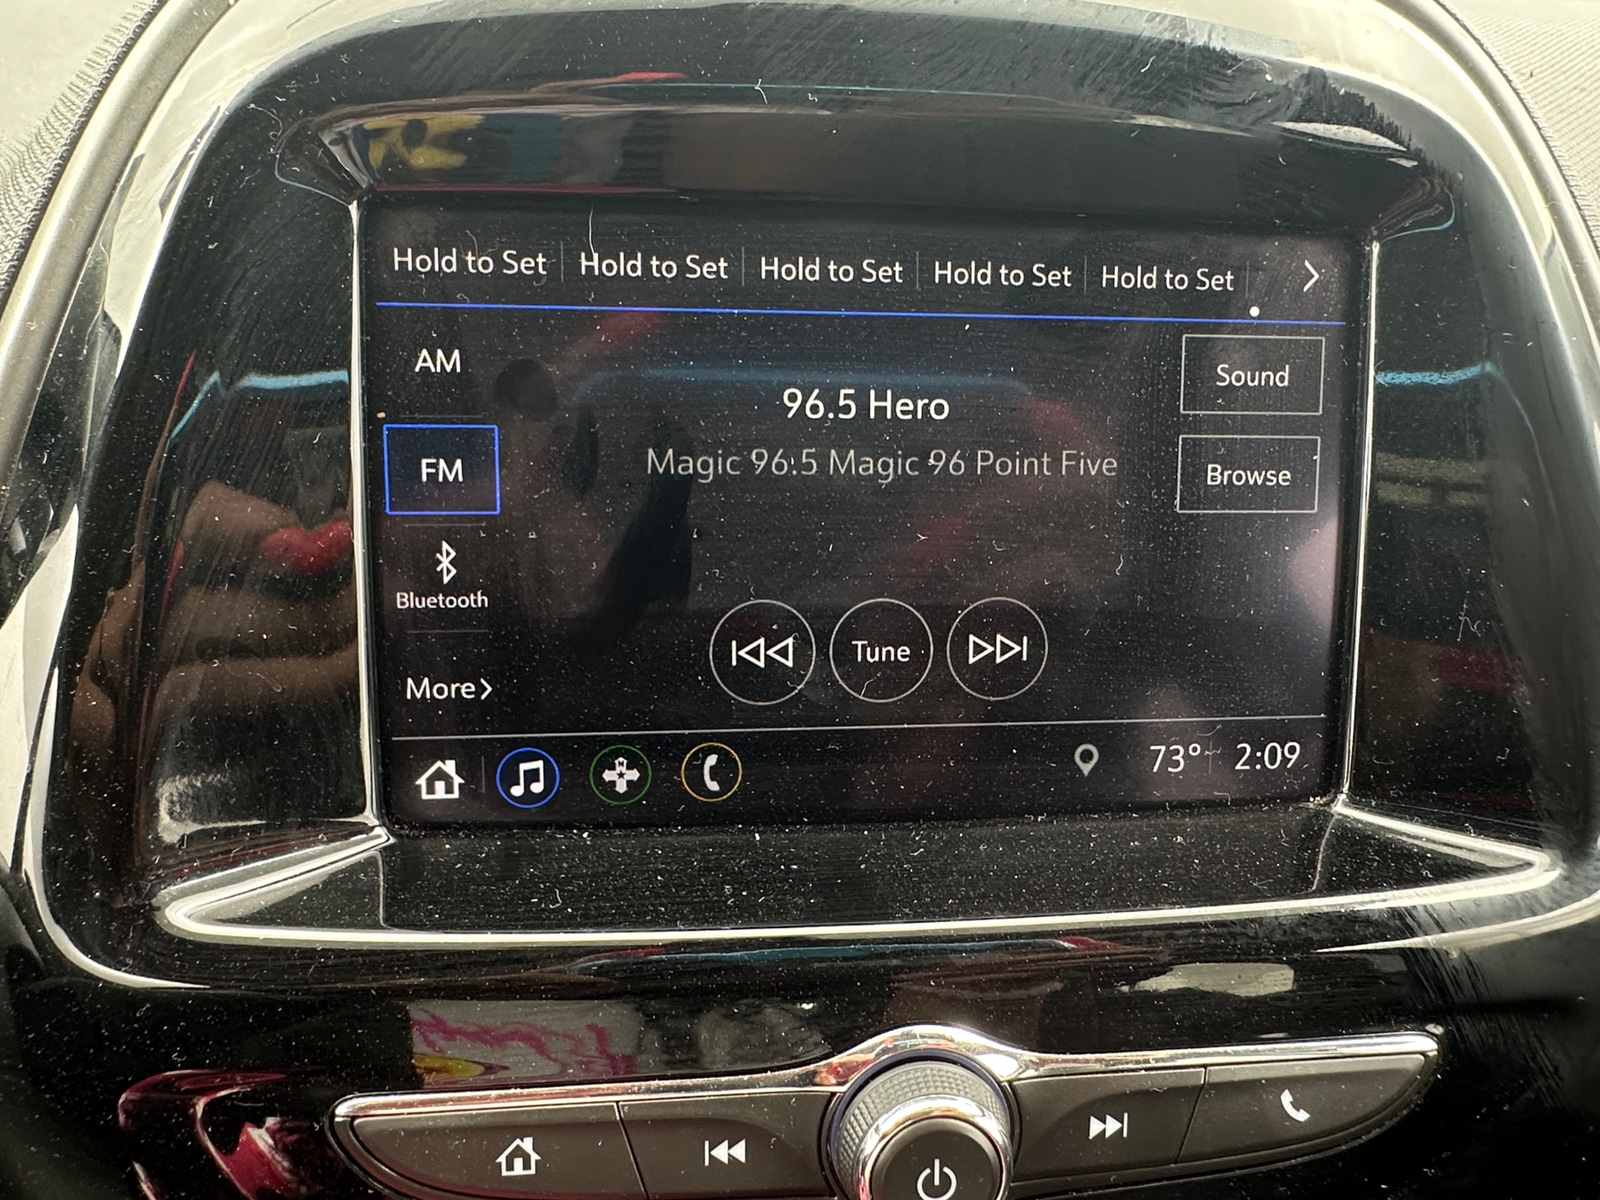 Hold to Set Hold to Set Hold to Set Hold to Set Hold to Set
AM
Sound
96.5 Hero
FM
Magic 96.5 Magic 96 Point Five
Browse
Bluetooth
Tune
More
73° 2:09